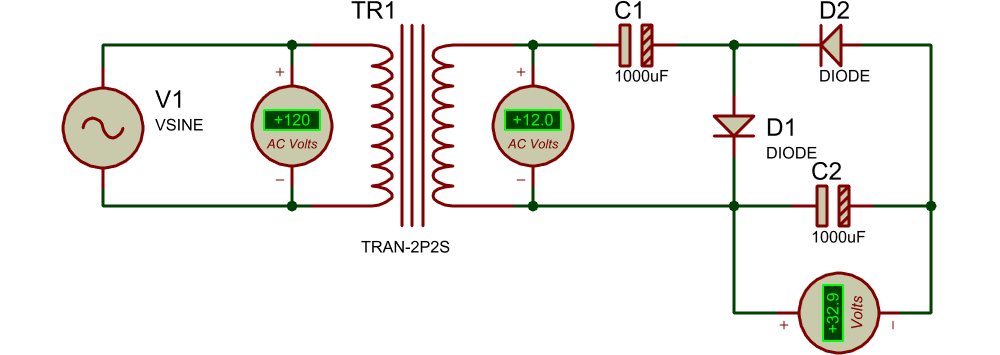 TR1
C1
D2
1000uF
DIODE
V1
VSINE
+
+120
AC Volts
−
+
+12.0
AC Volts
−
D1
DIODE
C2
1000uF
TRAN-2P2S
+
+32.9
Volts
−